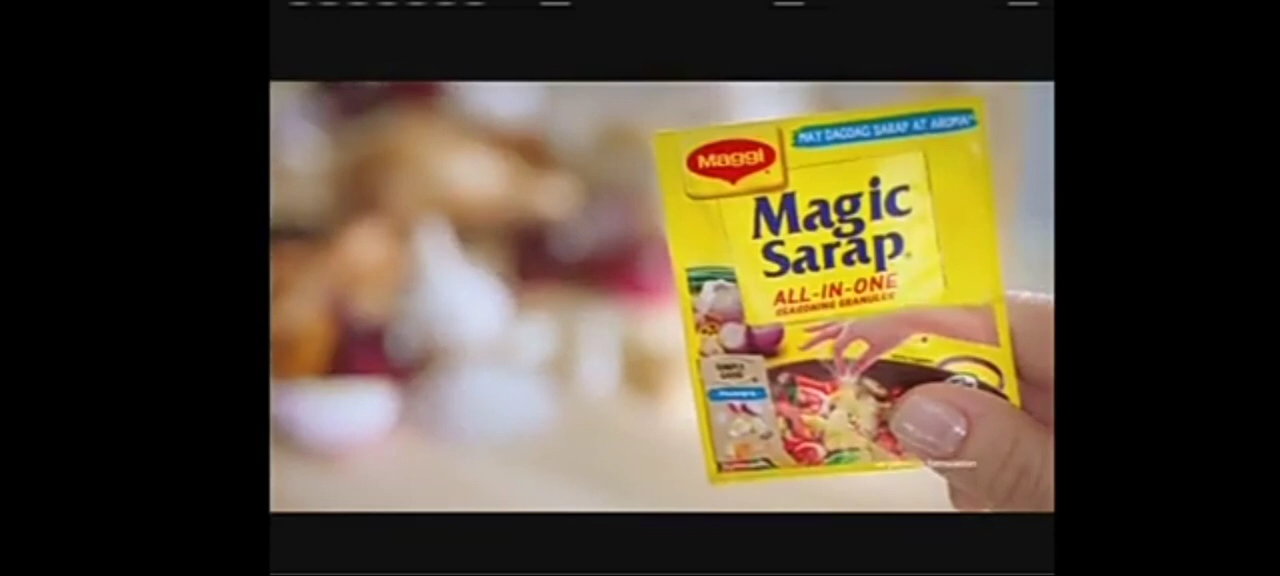 MAY DAGDAG SARAP AT AROMA!
Maggi
Magic
Sarap
ALL-IN-ONE
SEASONING GRANULES